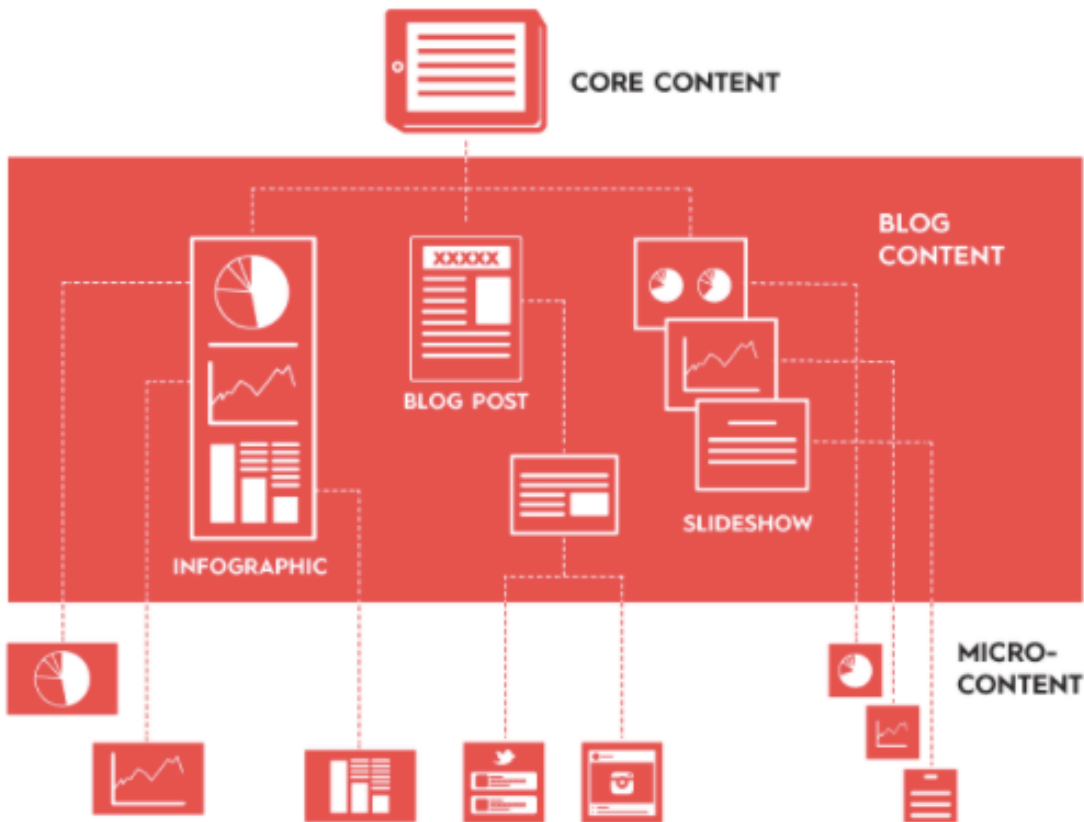 CORE CONTENT
BLOG
CONTENT
XXXXX
BLOG POST
SLIDESHOW
INFOGRAPHIC
MICRO-
CONTENT